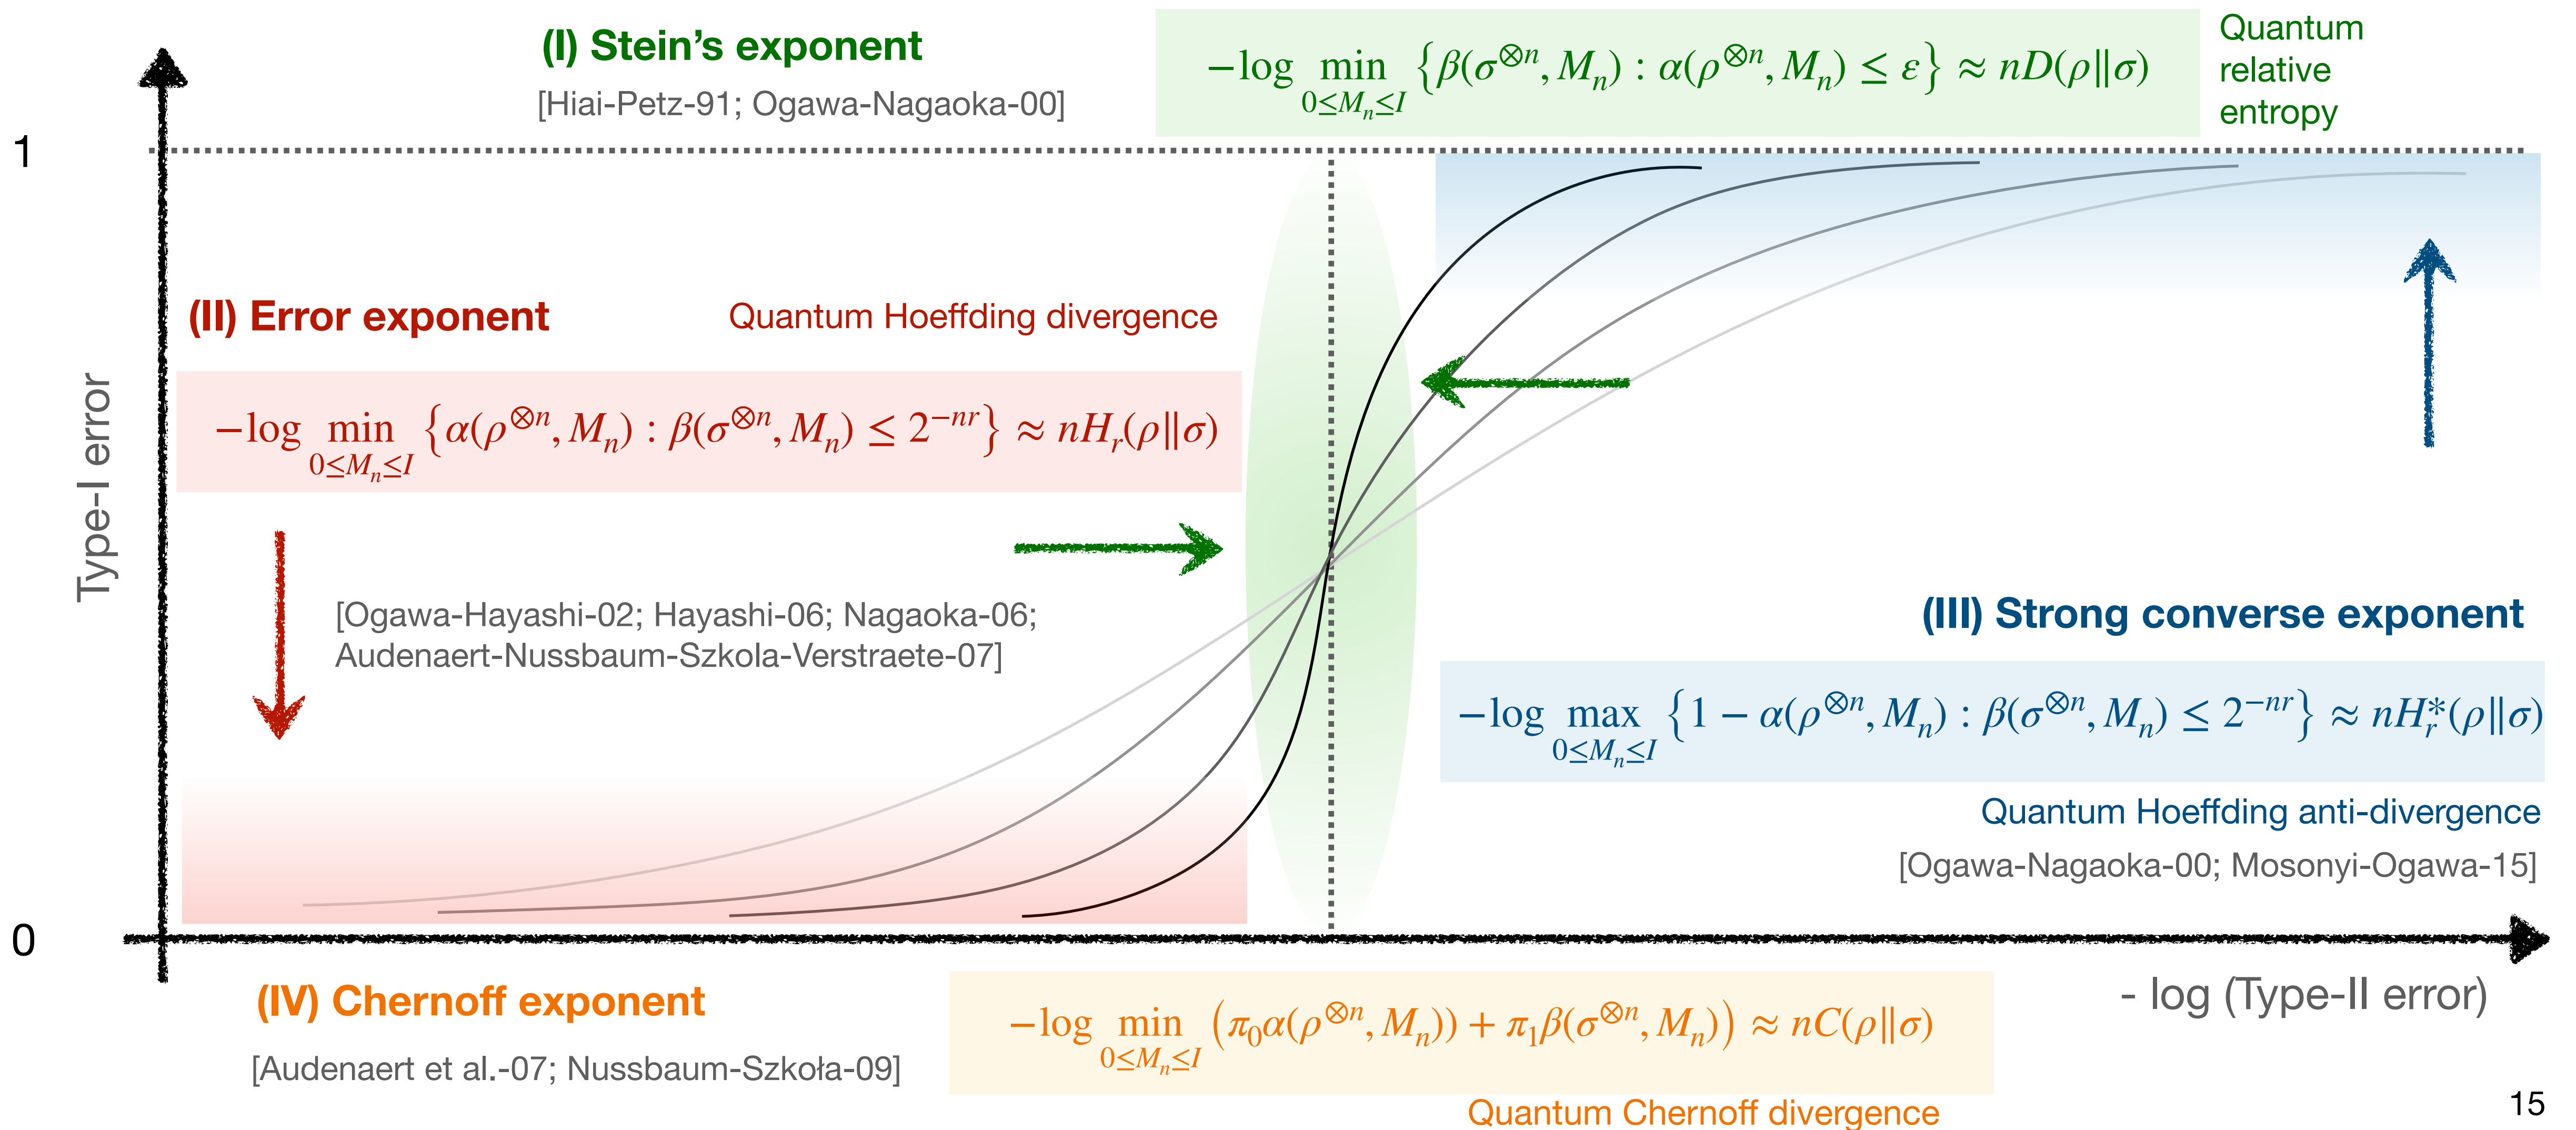 (I) Stein’s exponent
[Hiai-Petz-91; Ogawa-Nagaoka-00]
−log min_{0≤M_n≤I} {β(σ^{⊗n}, M_n) : α(ρ^{⊗n}, M_n) ≤ ε} ≈ nD(ρ∥σ)
Quantum
relative
entropy
1
Type-I error
(II) Error exponent
Quantum Hoeffding divergence
−log min_{0≤M_n≤I} {α(ρ^{⊗n}, M_n) : β(σ^{⊗n}, M_n) ≤ 2^{−nr}} ≈ nH_r(ρ∥σ)
[Ogawa-Hayashi-02; Hayashi-06; Nagaoka-06;
Audenaert-Nussbaum-Szkola-Verstraete-07]
(III) Strong converse exponent
−log max_{0≤M_n≤I} {1 − α(ρ^{⊗n}, M_n) : β(σ^{⊗n}, M_n) ≤ 2^{−nr}} ≈ nH_r^*(ρ∥σ)
Quantum Hoeffding anti-divergence
[Ogawa-Nagaoka-00; Mosonyi-Ogawa-15]
0
- log (Type-II error)
(IV) Chernoff exponent
[Audenaert et al.-07; Nussbaum-Szkoła-09]
−log min_{0≤M_n≤I} (π_0α(ρ^{⊗n}, M_n)) + π_1β(σ^{⊗n}, M_n)) ≈ nC(ρ∥σ)
Quantum Chernoff divergence
15